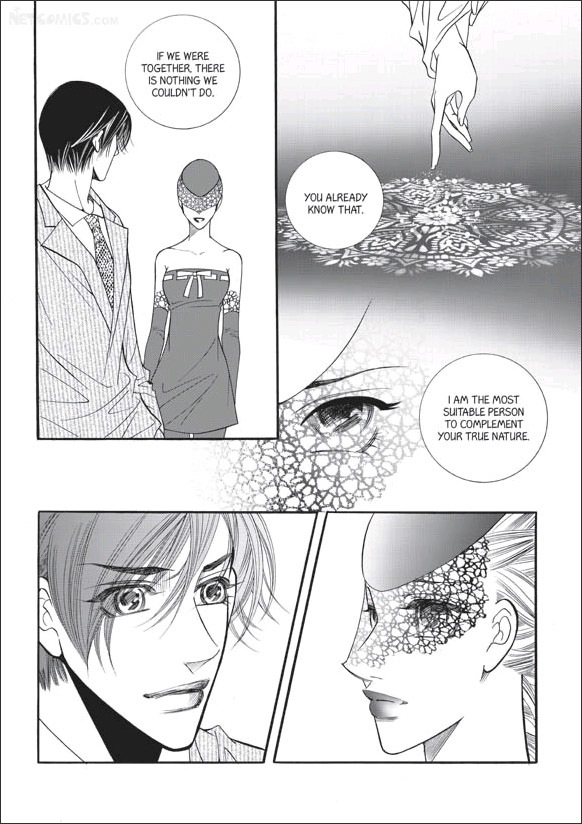 NETCOMICS.COM
IF WE WERE
TOGETHER, THERE
IS NOTHING WE
COULDN'T DO.
YOU ALREADY
KNOW THAT.
I AM THE MOST
SUITABLE PERSON
TO COMPLEMENT
YOUR TRUE NATURE.